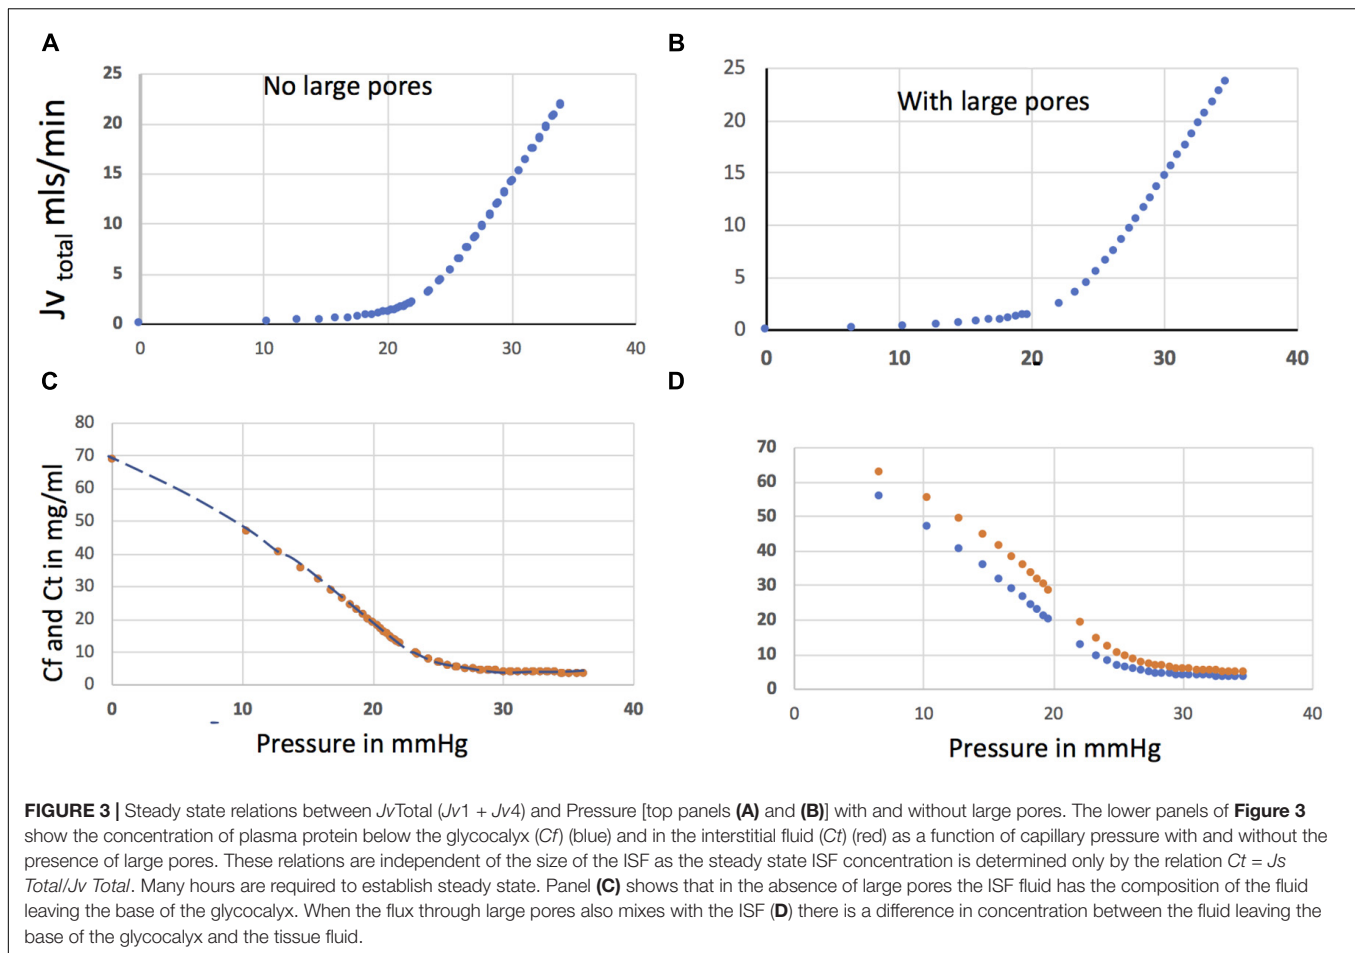 A
No large pores
Jv total mls/min
25
20
15
10
5
0
0 10 20 30 40
B
With large pores
25
20
15
10
5
0
0 10 20 30 40
C
Cf and Ct in mg/ml
80
70
60
50
40
30
20
10
0
0 10 20 30 40
Pressure in mmHg
D
70
60
50
40
30
20
10
0
0 10 20 30 40
Pressure in mmHg
FIGURE 3 | Steady state relations between JvTotal (Jv1 + Jv4) and Pressure [top panels (A) and (B)] with and without large pores. The lower panels of Figure 3
show the concentration of plasma protein below the glycocalyx (Cf) (blue) and in the interstitial fluid (Ct) (red) as a function of capillary pressure with and without the
presence of large pores. These relations are independent of the size of the ISF as the steady state ISF concentration is determined only by the relation Ct = Js
Total/Jv Total. Many hours are required to establish steady state. Panel (C) shows that in the absence of large pores the ISF fluid has the composition of the fluid
leaving the base of the glycocalyx. When the flux through large pores also mixes with the ISF (D) there is a difference in concentration between the fluid leaving the
base of the glycocalyx and the tissue fluid.